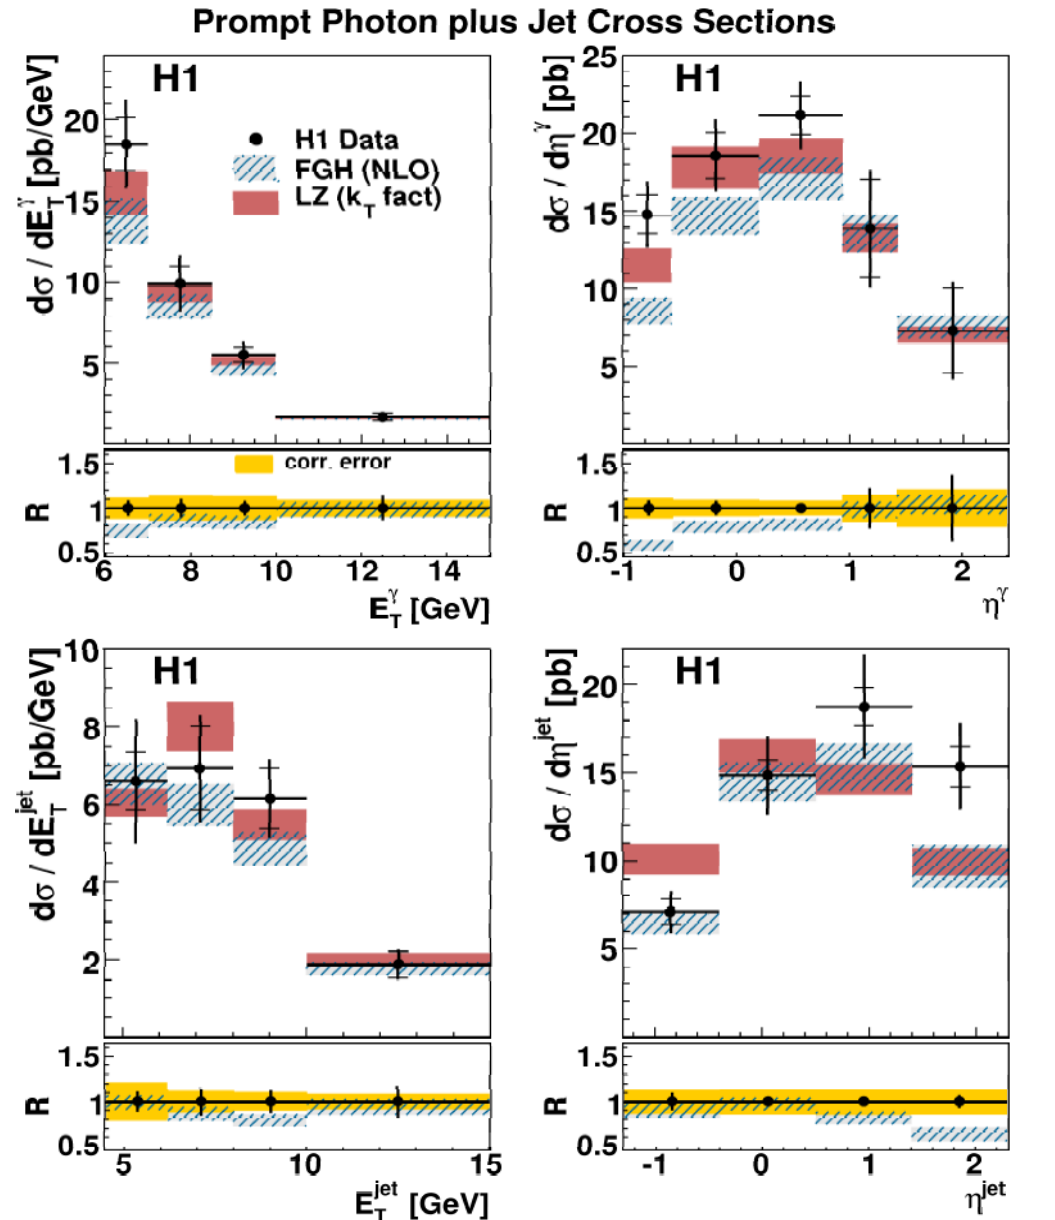 Prompt Photon plus Jet Cross Sections
H1
dσ / dE_T^γ [pb/GeV]
20
15
10
5
H1 Data
FGH (NLO)
LZ (k_T fact)
corr. error
R
1.5
1
0.5
6 8 10 12 14
E_T^γ [GeV]
H1
dσ / dη^γ [pb]
25
20
15
10
5
R
1.5
1
0.5
-1 0 1 2
η^γ
H1
dσ / dE_T^jet [pb/GeV]
10
8
6
4
2
R
1.5
1
0.5
5 10 15
E_T^jet [GeV]
H1
dσ / dη^jet [pb]
20
15
10
5
R
1.5
1
0.5
-1 0 1 2
η^jet